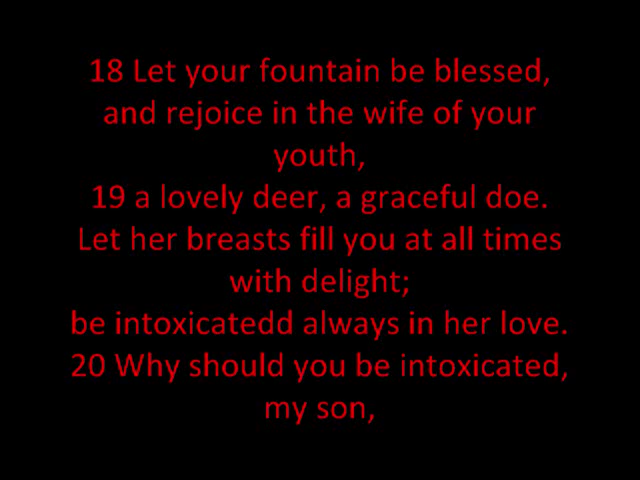 18 Let your fountain be blessed,
and rejoice in the wife of your
youth,
19 a lovely deer, a graceful doe.
Let her breasts fill you at all times
with delight;
be intoxicatedd always in her love.
20 Why should you be intoxicated,
my son,